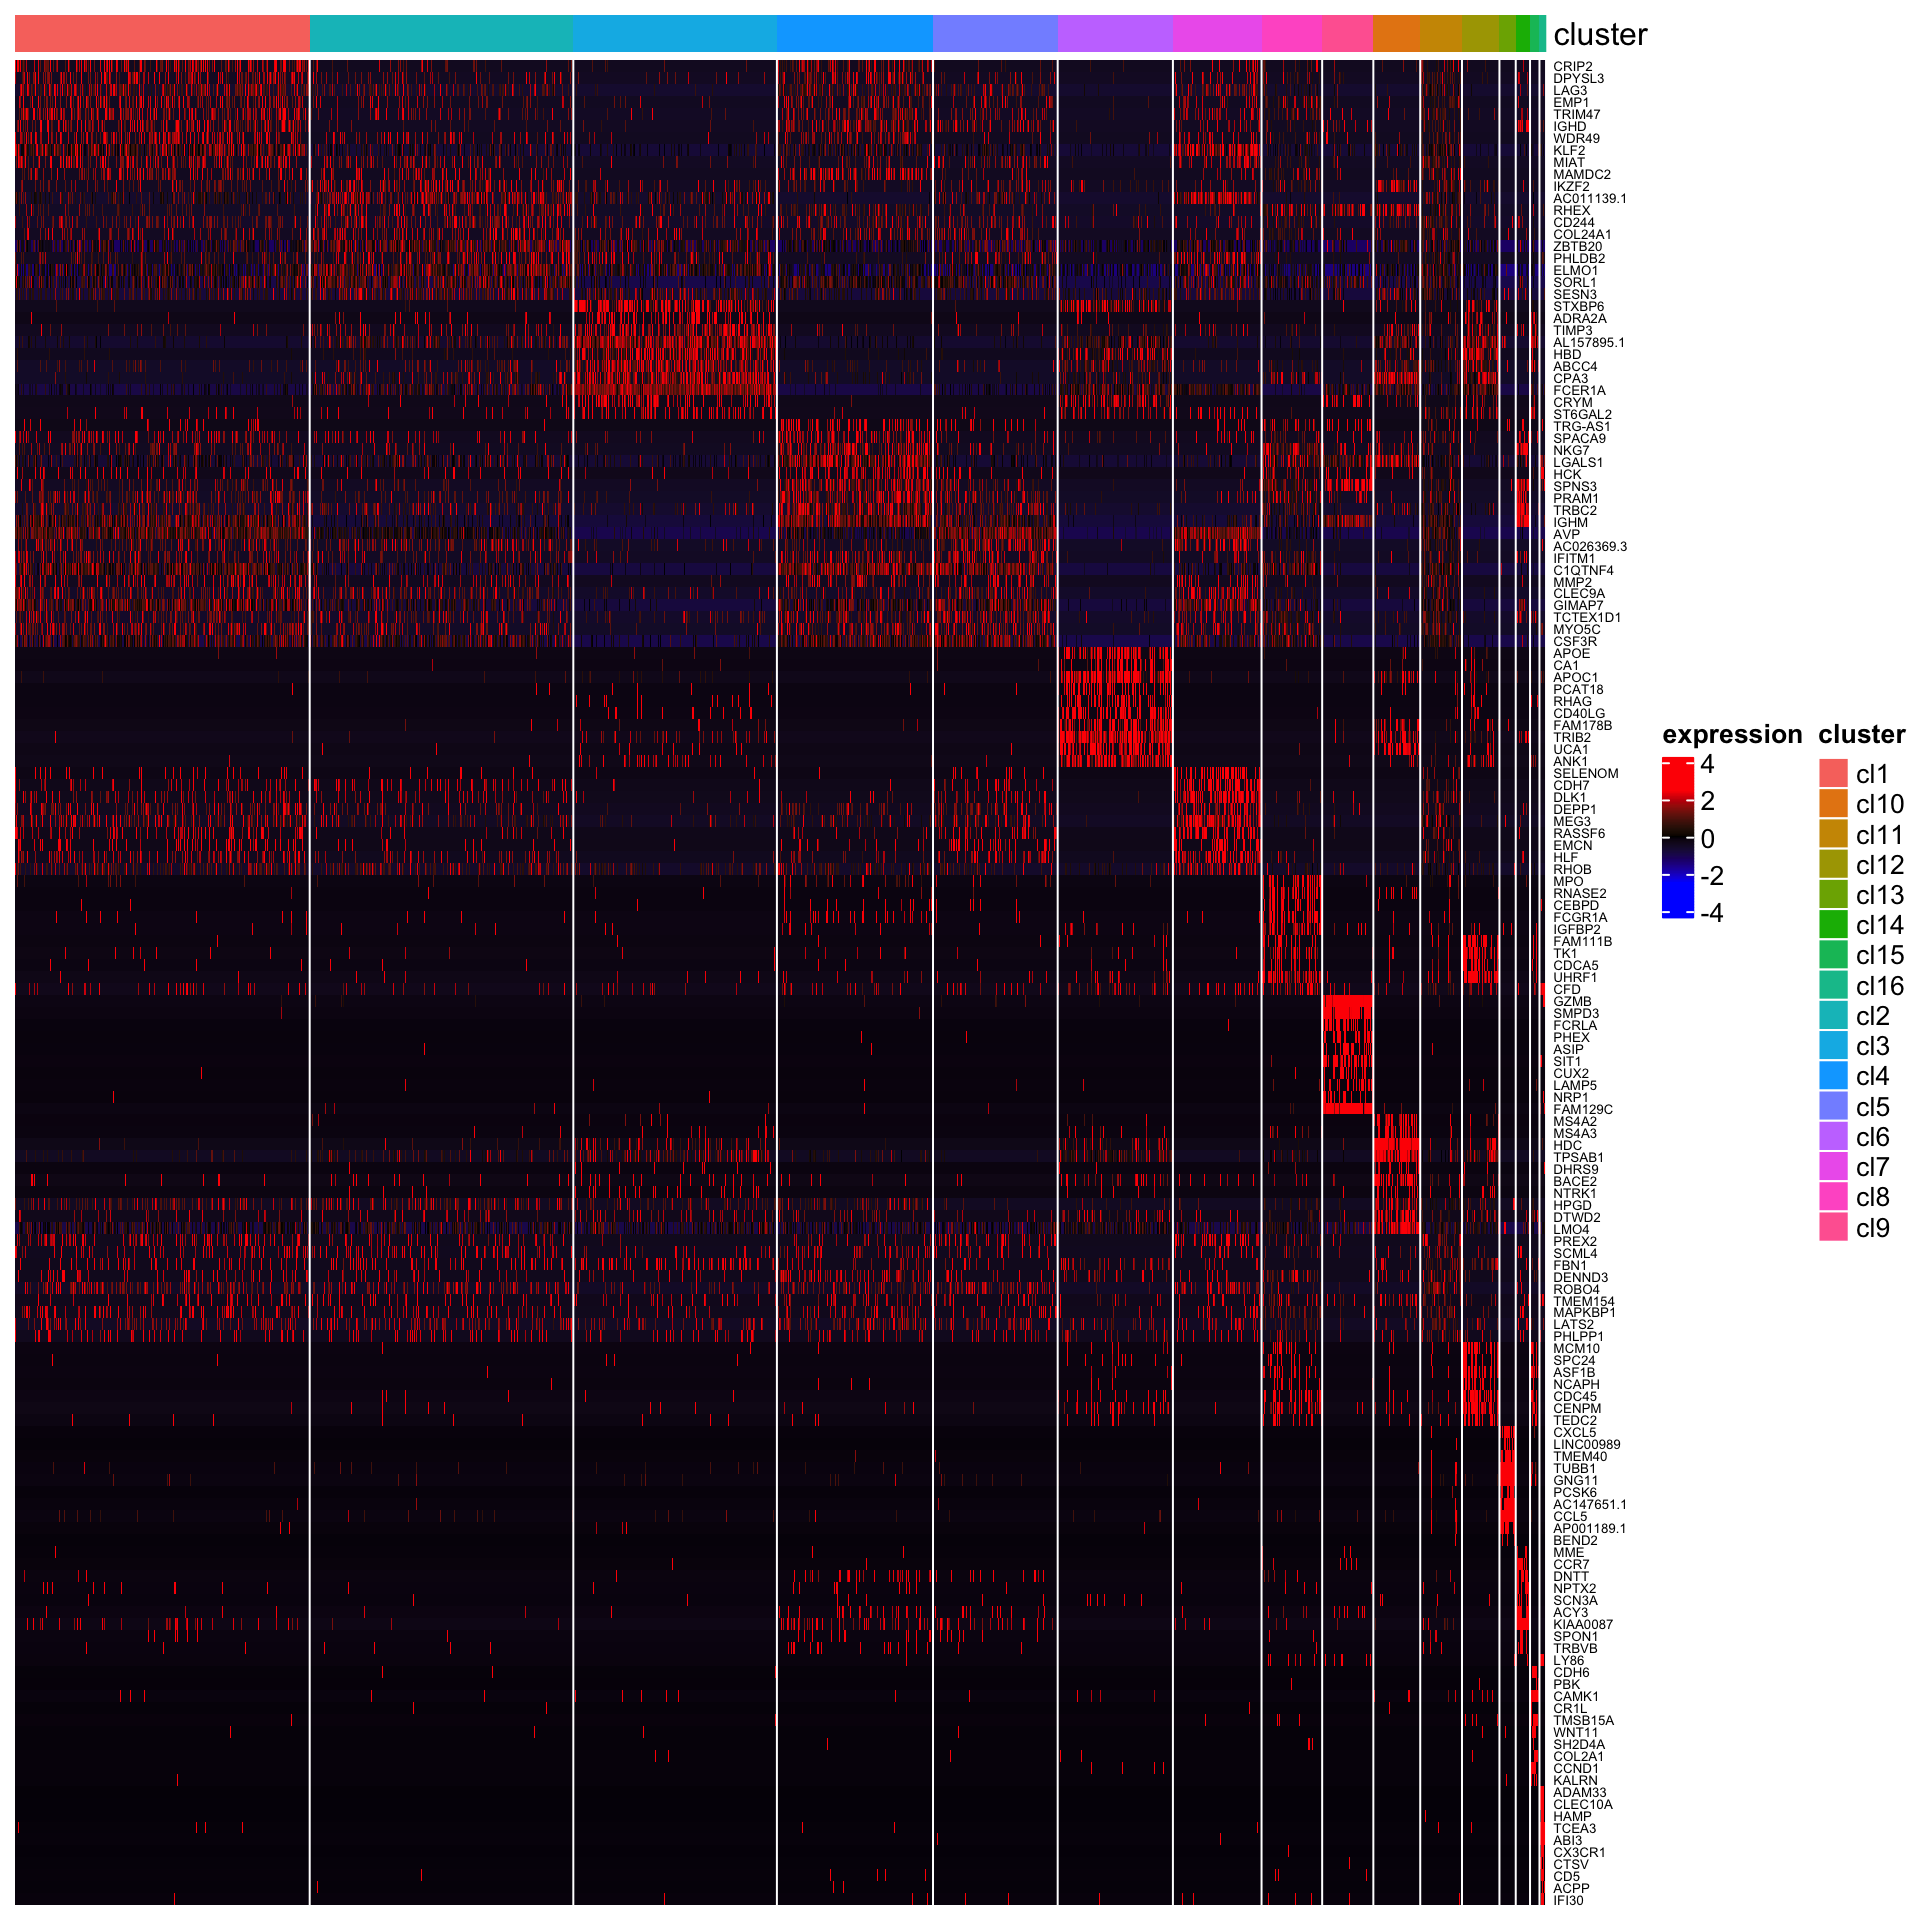 cluster
CRIP2
DPYSL3
LAG3
EMP1
TRIM47
IGHD
WDR49
KLF2
MIAT
MAMDC2
IKZF2
AC011139.1
RHEX
CD244
COL24A1
ZBTB20
PHLDB2
ELMO1
SORL1
SESN3
STXBP6
ADRA2A
TIMP3
AL157895.1
HBD
ABCC4
CPA3
FCER1A
CRYM
ST6GAL2
TRG-AS1
SPACA9
NKG7
LGALS1
HCK
SPNS3
PRAM1
TRBC2
IGHM
AVP
AC026369.3
IFITM1
C1QTNF4
MMP2
CLEC9A
GIMAP7
TCTEX1D1
MYO5C
CSF3R
APOE
CA1
APOC1
PCAT18
RHAG
CD40LG
FAM178B
TRIB2
UCA1
ANK1
SELENOM
CDH7
DLK1
DEPP1
MEG3
RASSF6
EMCN
HLF
RHOB
MPO
RNASE2
CEBPD
FCGR1A
IGFBP2
FAM111B
TK1
CDCA5
UHRF1
CFD
GZMB
SMPD3
FCRLA
PHEX
ASIP
SIT1
CUX2
LAMP5
NRP1
FAM129C
MS4A2
MS4A3
HDC
TPSAB1
DHRS9
BACE2
NTRK1
HPGD
DTWD2
LMO4
PREX2
SCML4
FBN1
DENND3
ROBO4
TMEM154
MAPKBP1
LATS2
PHLPP1
MCM10
SPC24
ASF1B
NCAPH
CDC45
CENPM
TEDC2
CXCL5
LINC00989
TMEM40
TUBB1
GNG11
PCSK6
AC147651.1
CCL5
AP001189.1
BEND2
MME
CCR7
DNTT
NPTX2
SCN3A
ACY3
KIAA0087
SPON1
TRBVB
LY86
CDH6
PBK
CAMK1
CR1L
TMSB15A
WNT11
SH2D4A
COL2A1
CCND1
KALRN
ADAM33
CLEC10A
HAMP
TCEA3
ABI3
CX3CR1
CTSV
CD5
ACPP
IFI30
expression
4
2
0
-2
-4
cluster
cl1
cl10
cl11
cl12
cl13
cl14
cl15
cl16
cl2
cl3
cl4
cl5
cl6
cl7
cl8
cl9